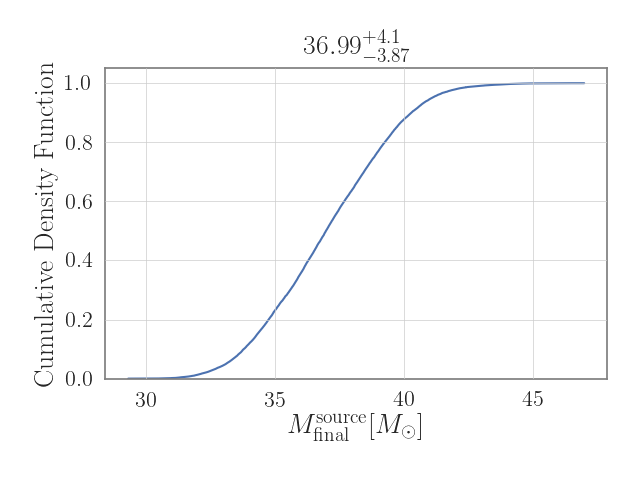 36.99^{+4.1}_{-3.87}
Cumulative Density Function
1.0
0.8
0.6
0.4
0.2
0.0
30 35 40 45
M_{final}^{source}[M_⊙]